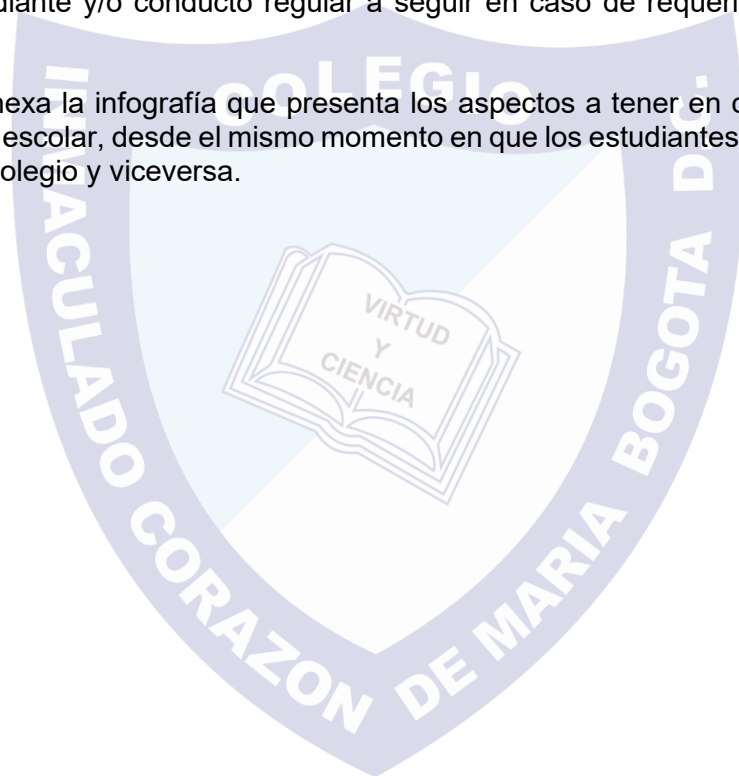 diante y/o conducto regular a seguir en caso de requeri
nexa la infografía que presenta los aspectos a tener en c
escolar, desde el mismo momento en que los estudiantes
olegio y viceversa.
COLEGIO
INMACULADO CORAZON DE MARIA BOGOTA D.C.
VIRTUD
Y
CIENCIA